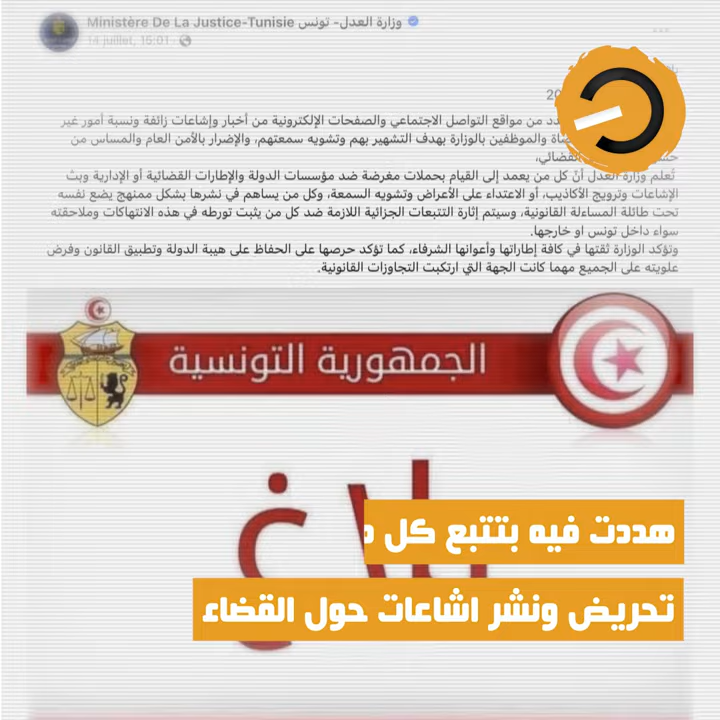 Ministère De La Justice-Tunisie وزارة العدل- تونس
14 juillet, 15:01
20
من مواقع التواصل الاجتماعي والصفحات الإلكترونية من أخبار وإشاعات زائفة ونسبة أمور غير
والموظفين بالوزارة بهدف التشهير بهم وتشويه سمعتهم، والإضرار بالأمن العام والمساس من
تُعلم وزارة العدل أنّ كل من يعمد إلى القيام بحملات مغرضة ضد مؤسسات الدولة والإطارات القضائية أو الإدارية وبث
الإشاعات وترويج الأكاذيب، أو الاعتداء على الأعراض وتشويه السمعة، وكل من يساهم في نشرها بشكل ممنهج يضع نفسه
تحت طائلة المساءلة القانونية، وسيتم إثارة التتبعات الجزائية اللازمة ضد كل من يثبت تورطه في هذه الانتهاكات وملاحقته
سواء داخل تونس او خارجها.
وتؤكد الوزارة ثقتها في كافة إطاراتها وأعوانها الشرفاء، كما تؤكد حرصها على الحفاظ على هيبة الدولة وتطبيق القانون وفرض
علويته على الجميع مهما كانت الجهة التي ارتكبت التجاوزات القانونية.
الجمهورية التونسية
بلاغ
هددت فيه بتتبع كل
تحريض ونشر اشاعات حول القضاء